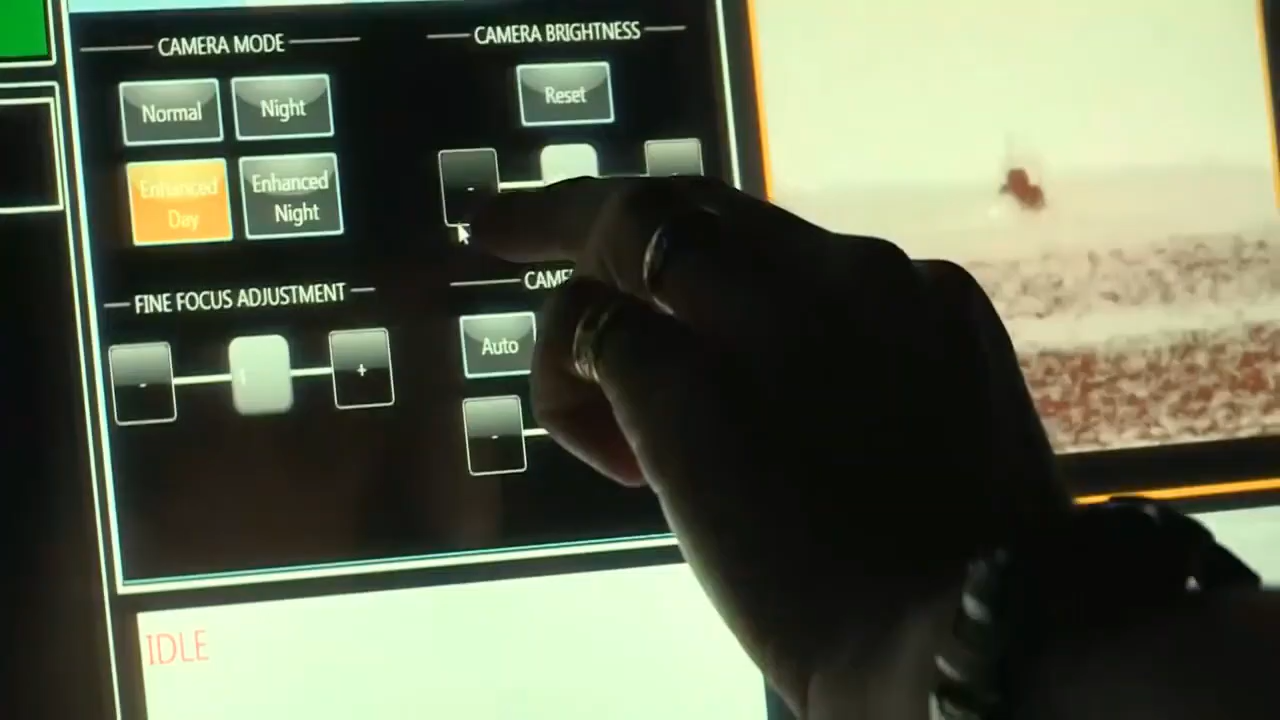 CAMERA MODE
CAMERA BRIGHTNESS
Normal
Night
Reset
Enhanced
Day
Enhanced
Night
-
FINE FOCUS ADJUSTMENT
-
+
Auto
-
IDLE